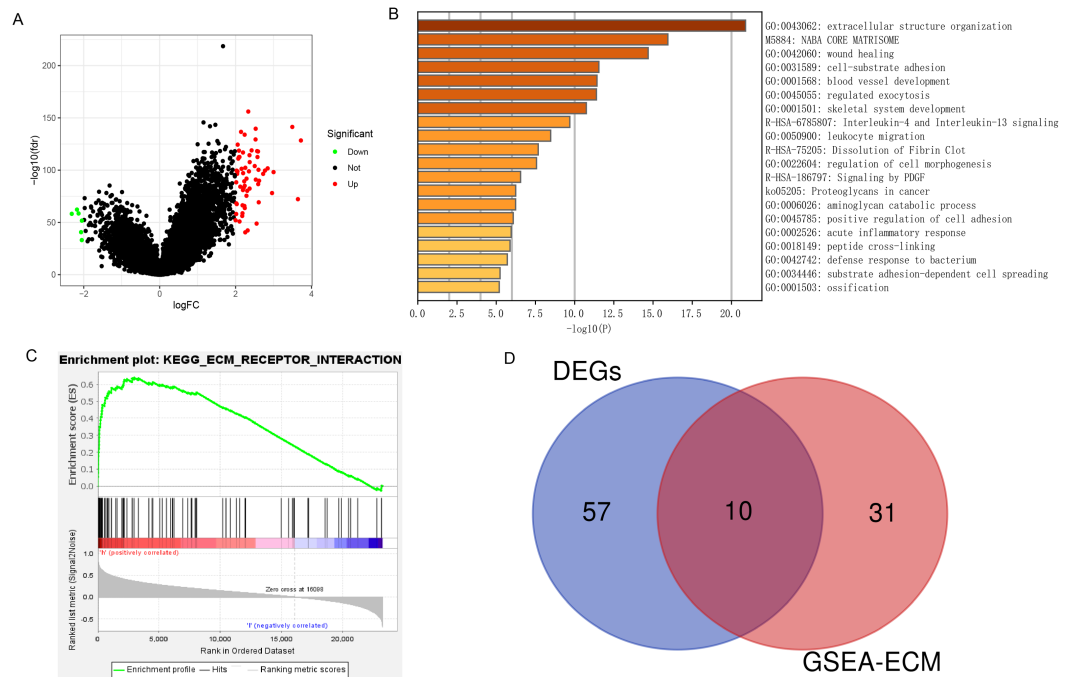 A
−log10(fdr)
200
150
100
50
0
−2
0
2
4
logFC
Significant
Down
Not
Up
B
GO:0043062: extracellular structure organization
M5884: NABA CORE MATRISOME
GO:0042060: wound healing
GO:0031589: cell-substrate adhesion
GO:0001568: blood vessel development
GO:0045055: regulated exocytosis
GO:0001501: skeletal system development
R-HSA-6785807: Interleukin-4 and Interleukin-13 signaling
GO:0050900: leukocyte migration
R-HSA-75205: Dissolution of Fibrin Clot
GO:0022604: regulation of cell morphogenesis
R-HSA-186797: Signaling by PDGF
ko05205: Proteoglycans in cancer
GO:0006026: aminoglycan catabolic process
GO:0045785: positive regulation of cell adhesion
GO:0002526: acute inflammatory response
GO:0018149: peptide cross-linking
GO:0042742: defense response to bacterium
GO:0034446: substrate adhesion-dependent cell spreading
GO:0001503: ossification
0.0 2.5 5.0 7.5 10.0 12.5 15.0 17.5 20.0
-log10(P)
C
Enrichment plot: KEGG_ECM_RECEPTOR_INTERACTION
Enrichment score (ES)
0.6
0.5
0.4
0.3
0.2
0.1
0.0
Ranked list metric (Signal2Noise)
1.0
0.5
0.0
-0.5
(positively correlated)
Zero cross at 16098
(negatively correlated)
0 5,000 10,000 15,000 20,000
Rank in Ordered Dataset
Enrichment profile
Hits
Ranking metric scores
D
DEGs
57
10
31
GSEA-ECM